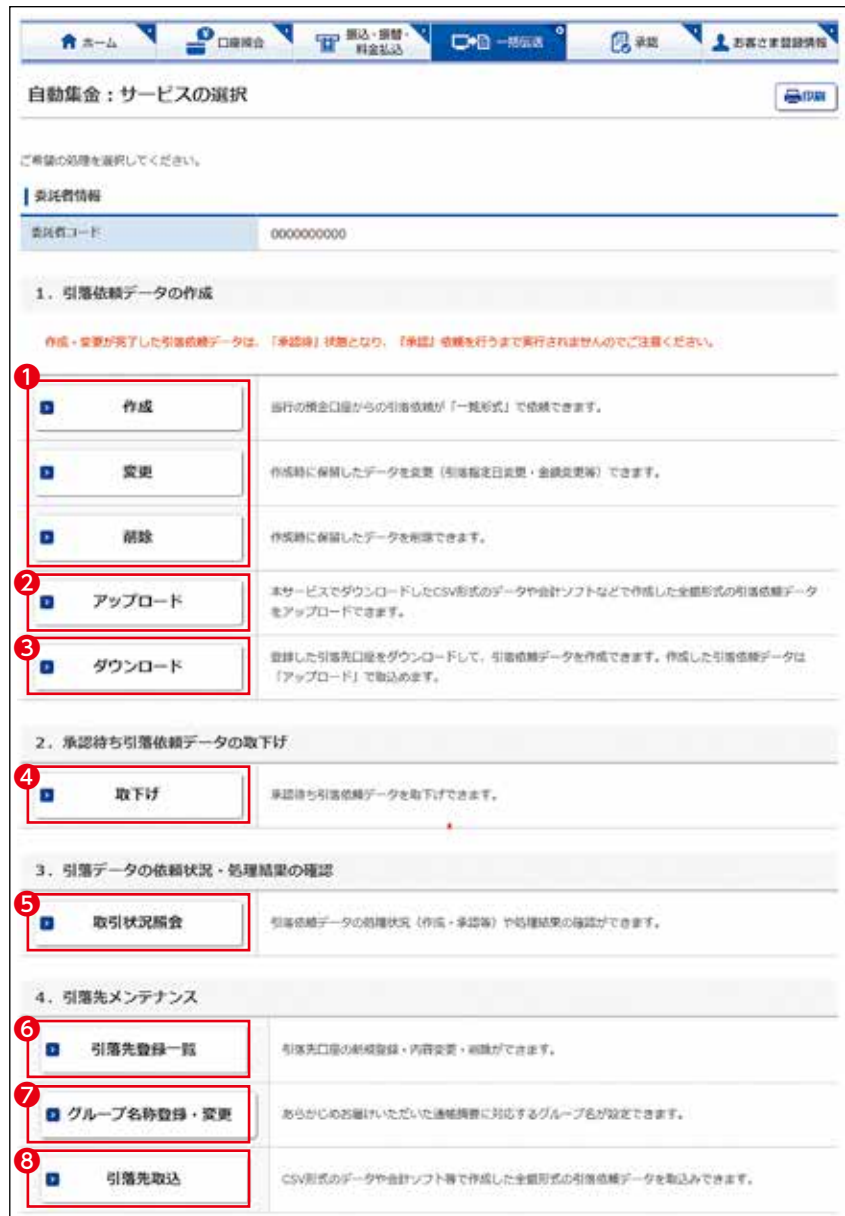 ホーム 口座照会 振込・振替・料金払込 一括伝送 承認 お客さま登録情報
自動集金：サービスの選択 印刷
ご希望の処理を選択してください。
委託者情報
委託者コード 0000000000
1．引落依頼データの作成
作成・変更が完了した引落依頼データは、「承認待」状態となり、「承認」依頼を行うまで実行されませんのでご注意ください。
1
作成 当行の預金口座からの引落依頼が「一覧形式」で依頼できます。
変更 作成時に保留したデータを変更（引落指定日変更・金額変更等）できます。
削除 作成時に保留したデータを削除できます。
2
アップロード 本サービスでダウンロードしたCSV形式のデータや会計ソフトなどで作成した全銀形式の引落依頼データ
をアップロードできます。
3
ダウンロード 登録した引落先口座をダウンロードして、引落依頼データを作成できます。作成した引落依頼データは
「アップロード」で取込めます。
2．承認待ち引落依頼データの取下げ
4
取下げ 承認待ち引落依頼データを取下げできます。
3．引落データの依頼状況・処理結果の確認
5
取引状況照会 引落依頼データの処理状況（作成・承認等）や処理結果の確認ができます。
4．引落先メンテナンス
6
引落先登録一覧 引落先口座の新規登録・内容変更・削除ができます。
7
グループ名称登録・変更 あらかじめお届けいただいた通帳摘要に対応するグループ名が設定できます。
8
引落先取込 CSV形式のデータや会計ソフト等で作成した全銀形式の引落依頼データを取込みできます。